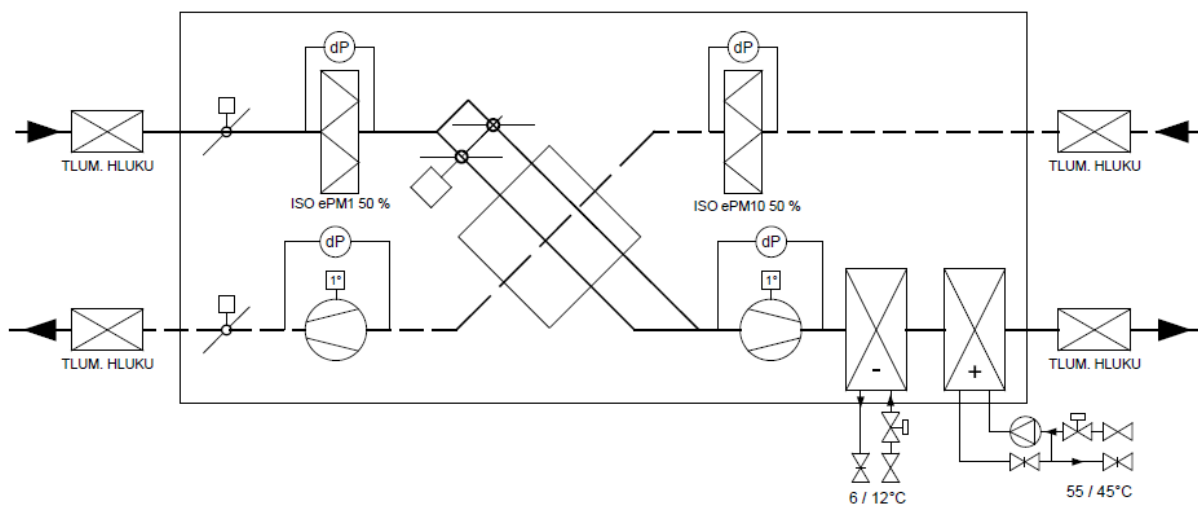 dP
dP
TLUM. HLUKU
TLUM. HLUKU
ISO ePM1 50 %
ISO ePM10 50 %
dP
dP
1°
1°
TLUM. HLUKU
TLUM. HLUKU
-
+
6 / 12°C
55 / 45°C